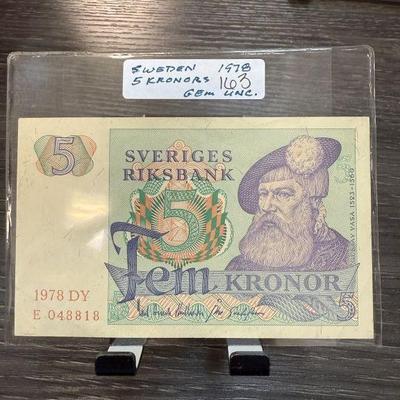 SWEDEN 1978
5 KRONORS 163
GEM UNC.
5
SVERIGES
RIKSBANK
5
Fem KRONOR
GUSTAV VASA 1523-1560
1978 DY
E 048818
5